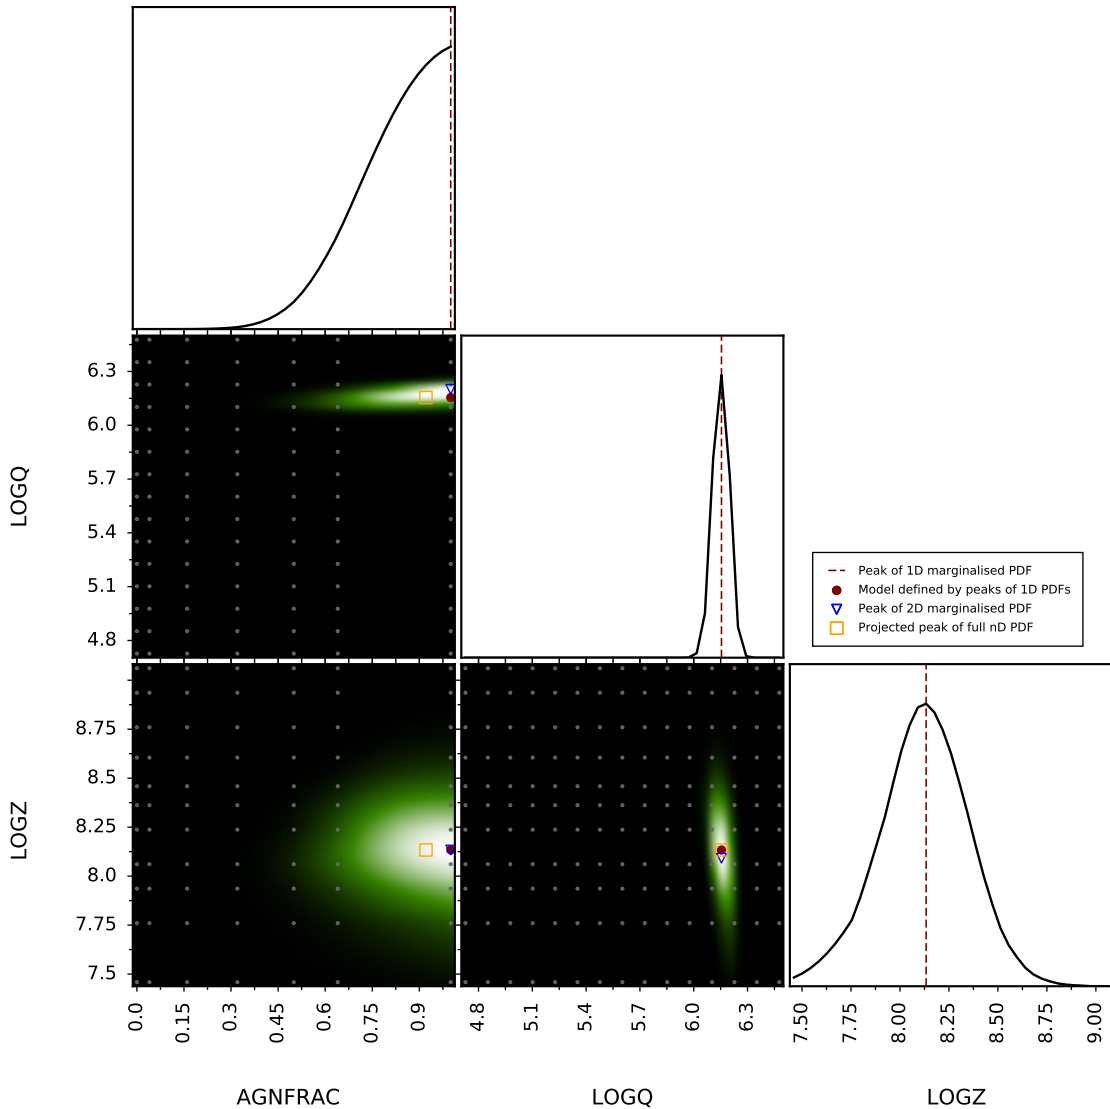 LOGQ
6.3
6.0
5.7
5.4
5.1
4.8
Peak of 1D marginalised PDF
Model defined by peaks of 1D PDFs
Peak of 2D marginalised PDF
Projected peak of full nD PDF
LOGZ
8.75
8.5
8.25
8.0
7.75
7.5
0.0 0.15 0.3 0.45 0.6 0.75 0.9 4.8 5.1 5.4 5.7 6.0 6.3 7.50 7.75 8.00 8.25 8.50 8.75 9.00
AGNFRAC LOGQ LOGZ